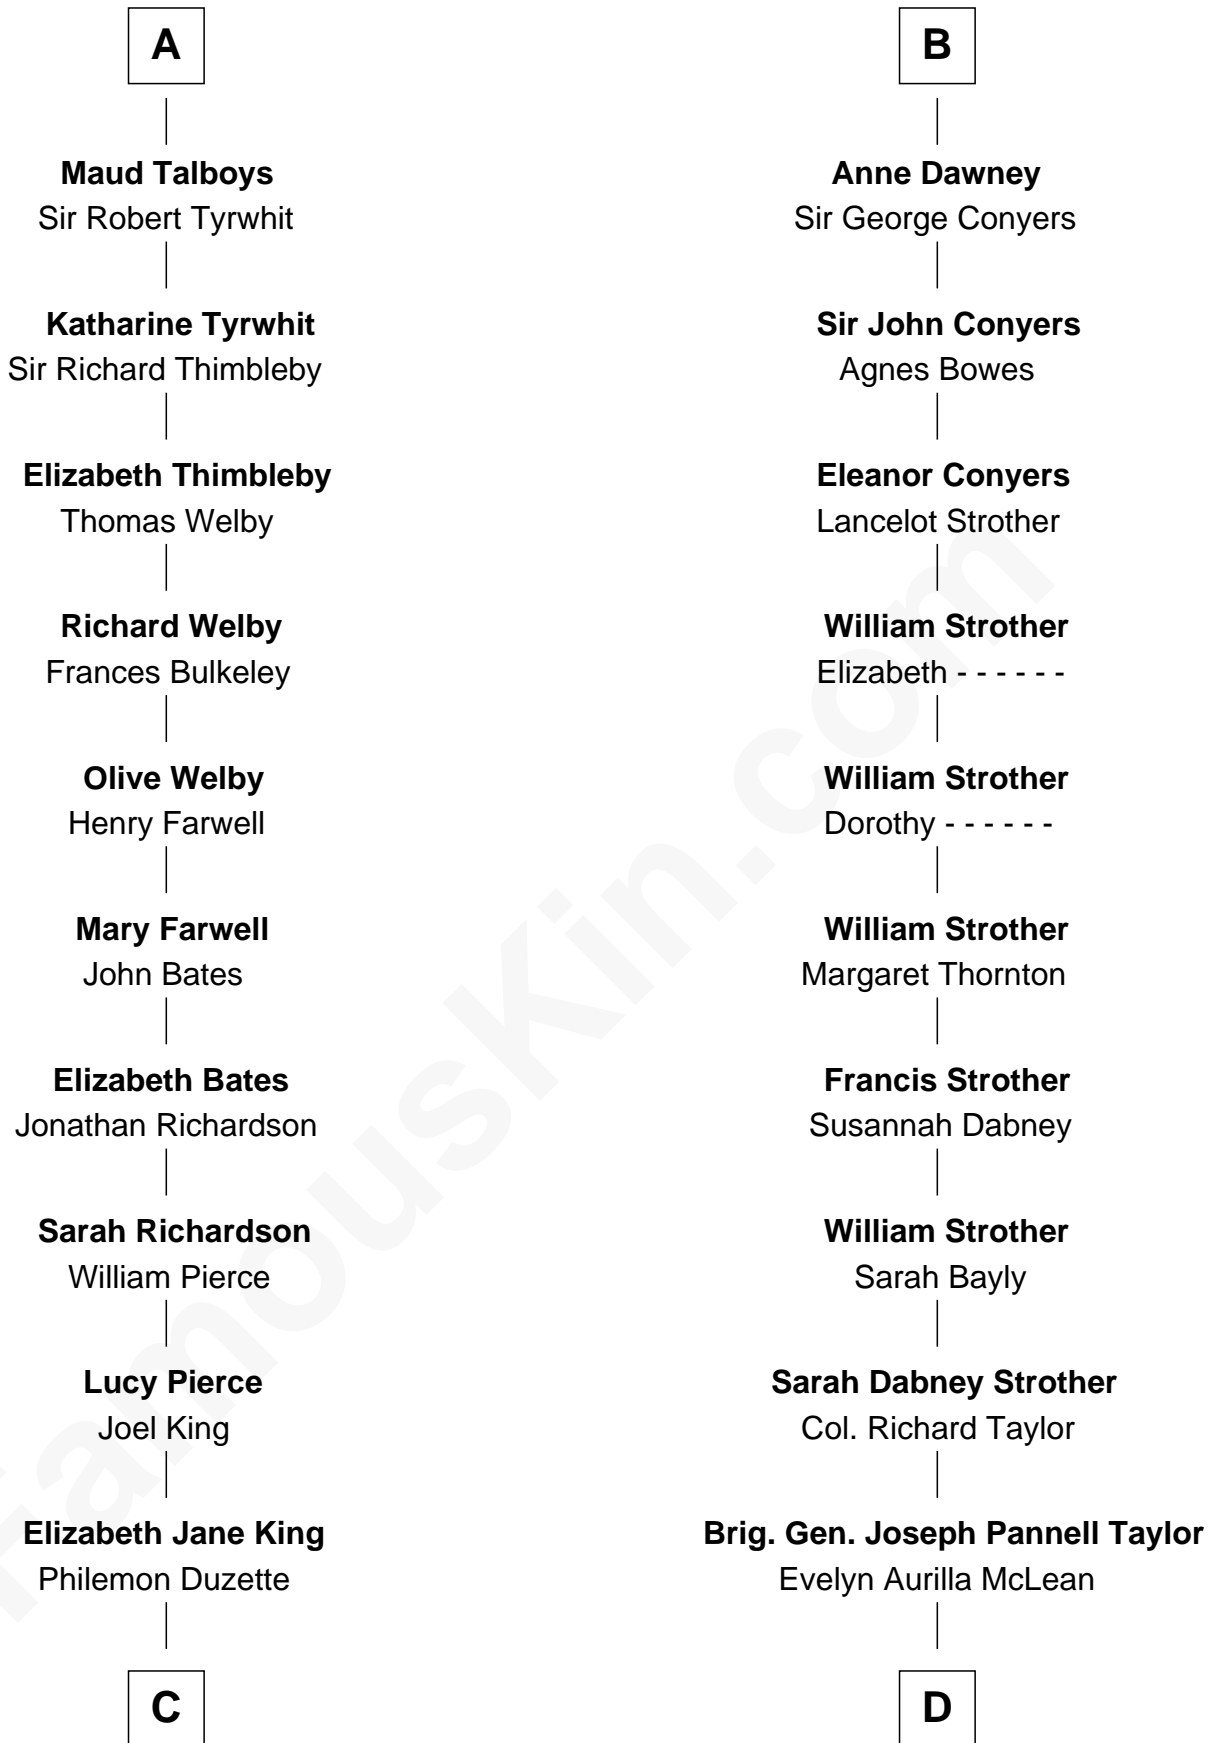 A
Maud Talboys
Sir Robert Tyrwhit
Katharine Tyrwhit
Sir Richard Thimbleby
Elizabeth Thimbleby
Thomas Welby
Richard Welby
Frances Bulkeley
Olive Welby
Henry Farwell
Mary Farwell
John Bates
Elizabeth Bates
Jonathan Richardson
Sarah Richardson
William Pierce
Lucy Pierce
Joel King
Elizabeth Jane King
Philemon Duzette
C
B
Anne Dawney
Sir George Conyers
Sir John Conyers
Agnes Bowes
Eleanor Conyers
Lancelot Strother
William Strother
Elizabeth - - - - - -
William Strother
Dorothy - - - - - -
William Strother
Margaret Thornton
Francis Strother
Susannah Dabney
William Strother
Sarah Bayly
Sarah Dabney Strother
Col. Richard Taylor
Brig. Gen. Joseph Pannell Taylor
Evelyn Aurilla McLean
D
FamousKin.com